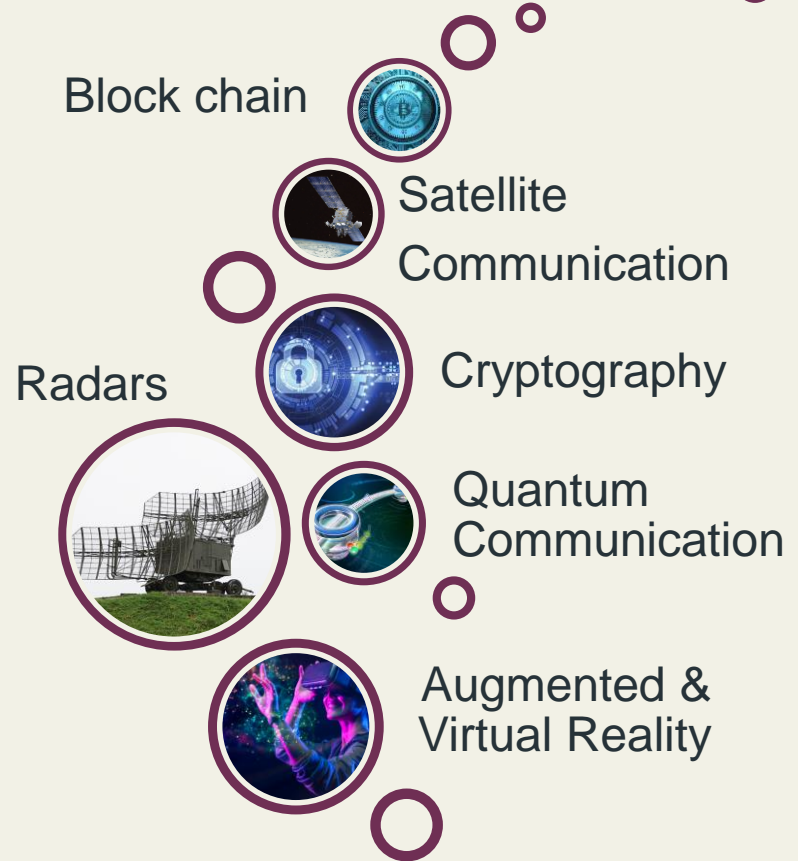 Block chain
Satellite
Communication
Cryptography
Radars
Quantum
Communication
Augmented &
Virtual Reality